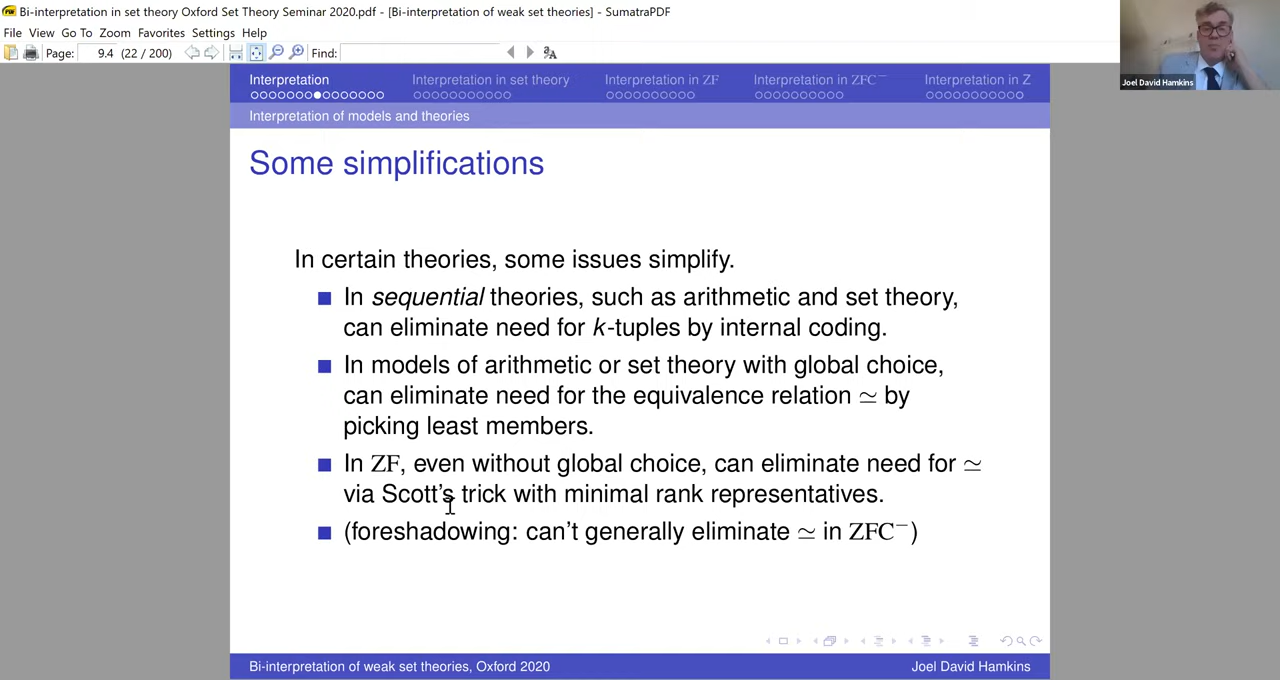 Bi-interpretation in set theory Oxford Set Theory Seminar 2020.pdf - [Bi-interpretation of weak set theories] - SumatraPDF
File View Go To Zoom Favorites Settings Help
Page: 9.4 (22 / 200) Find:
Joel David Hamkins
Interpretation Interpretation in set theory Interpretation in ZF Interpretation in ZFC⁻ Interpretation in Z
Interpretation of models and theories
Some simplifications
In certain theories, some issues simplify.
In sequential theories, such as arithmetic and set theory,
can eliminate need for k-tuples by internal coding.
In models of arithmetic or set theory with global choice,
can eliminate need for the equivalence relation ≃ by
picking least members.
In ZF, even without global choice, can eliminate need for ≃
via Scott's trick with minimal rank representatives.
(foreshadowing: can't generally eliminate ≃ in ZFC⁻)
Bi-interpretation of weak set theories, Oxford 2020 Joel David Hamkins